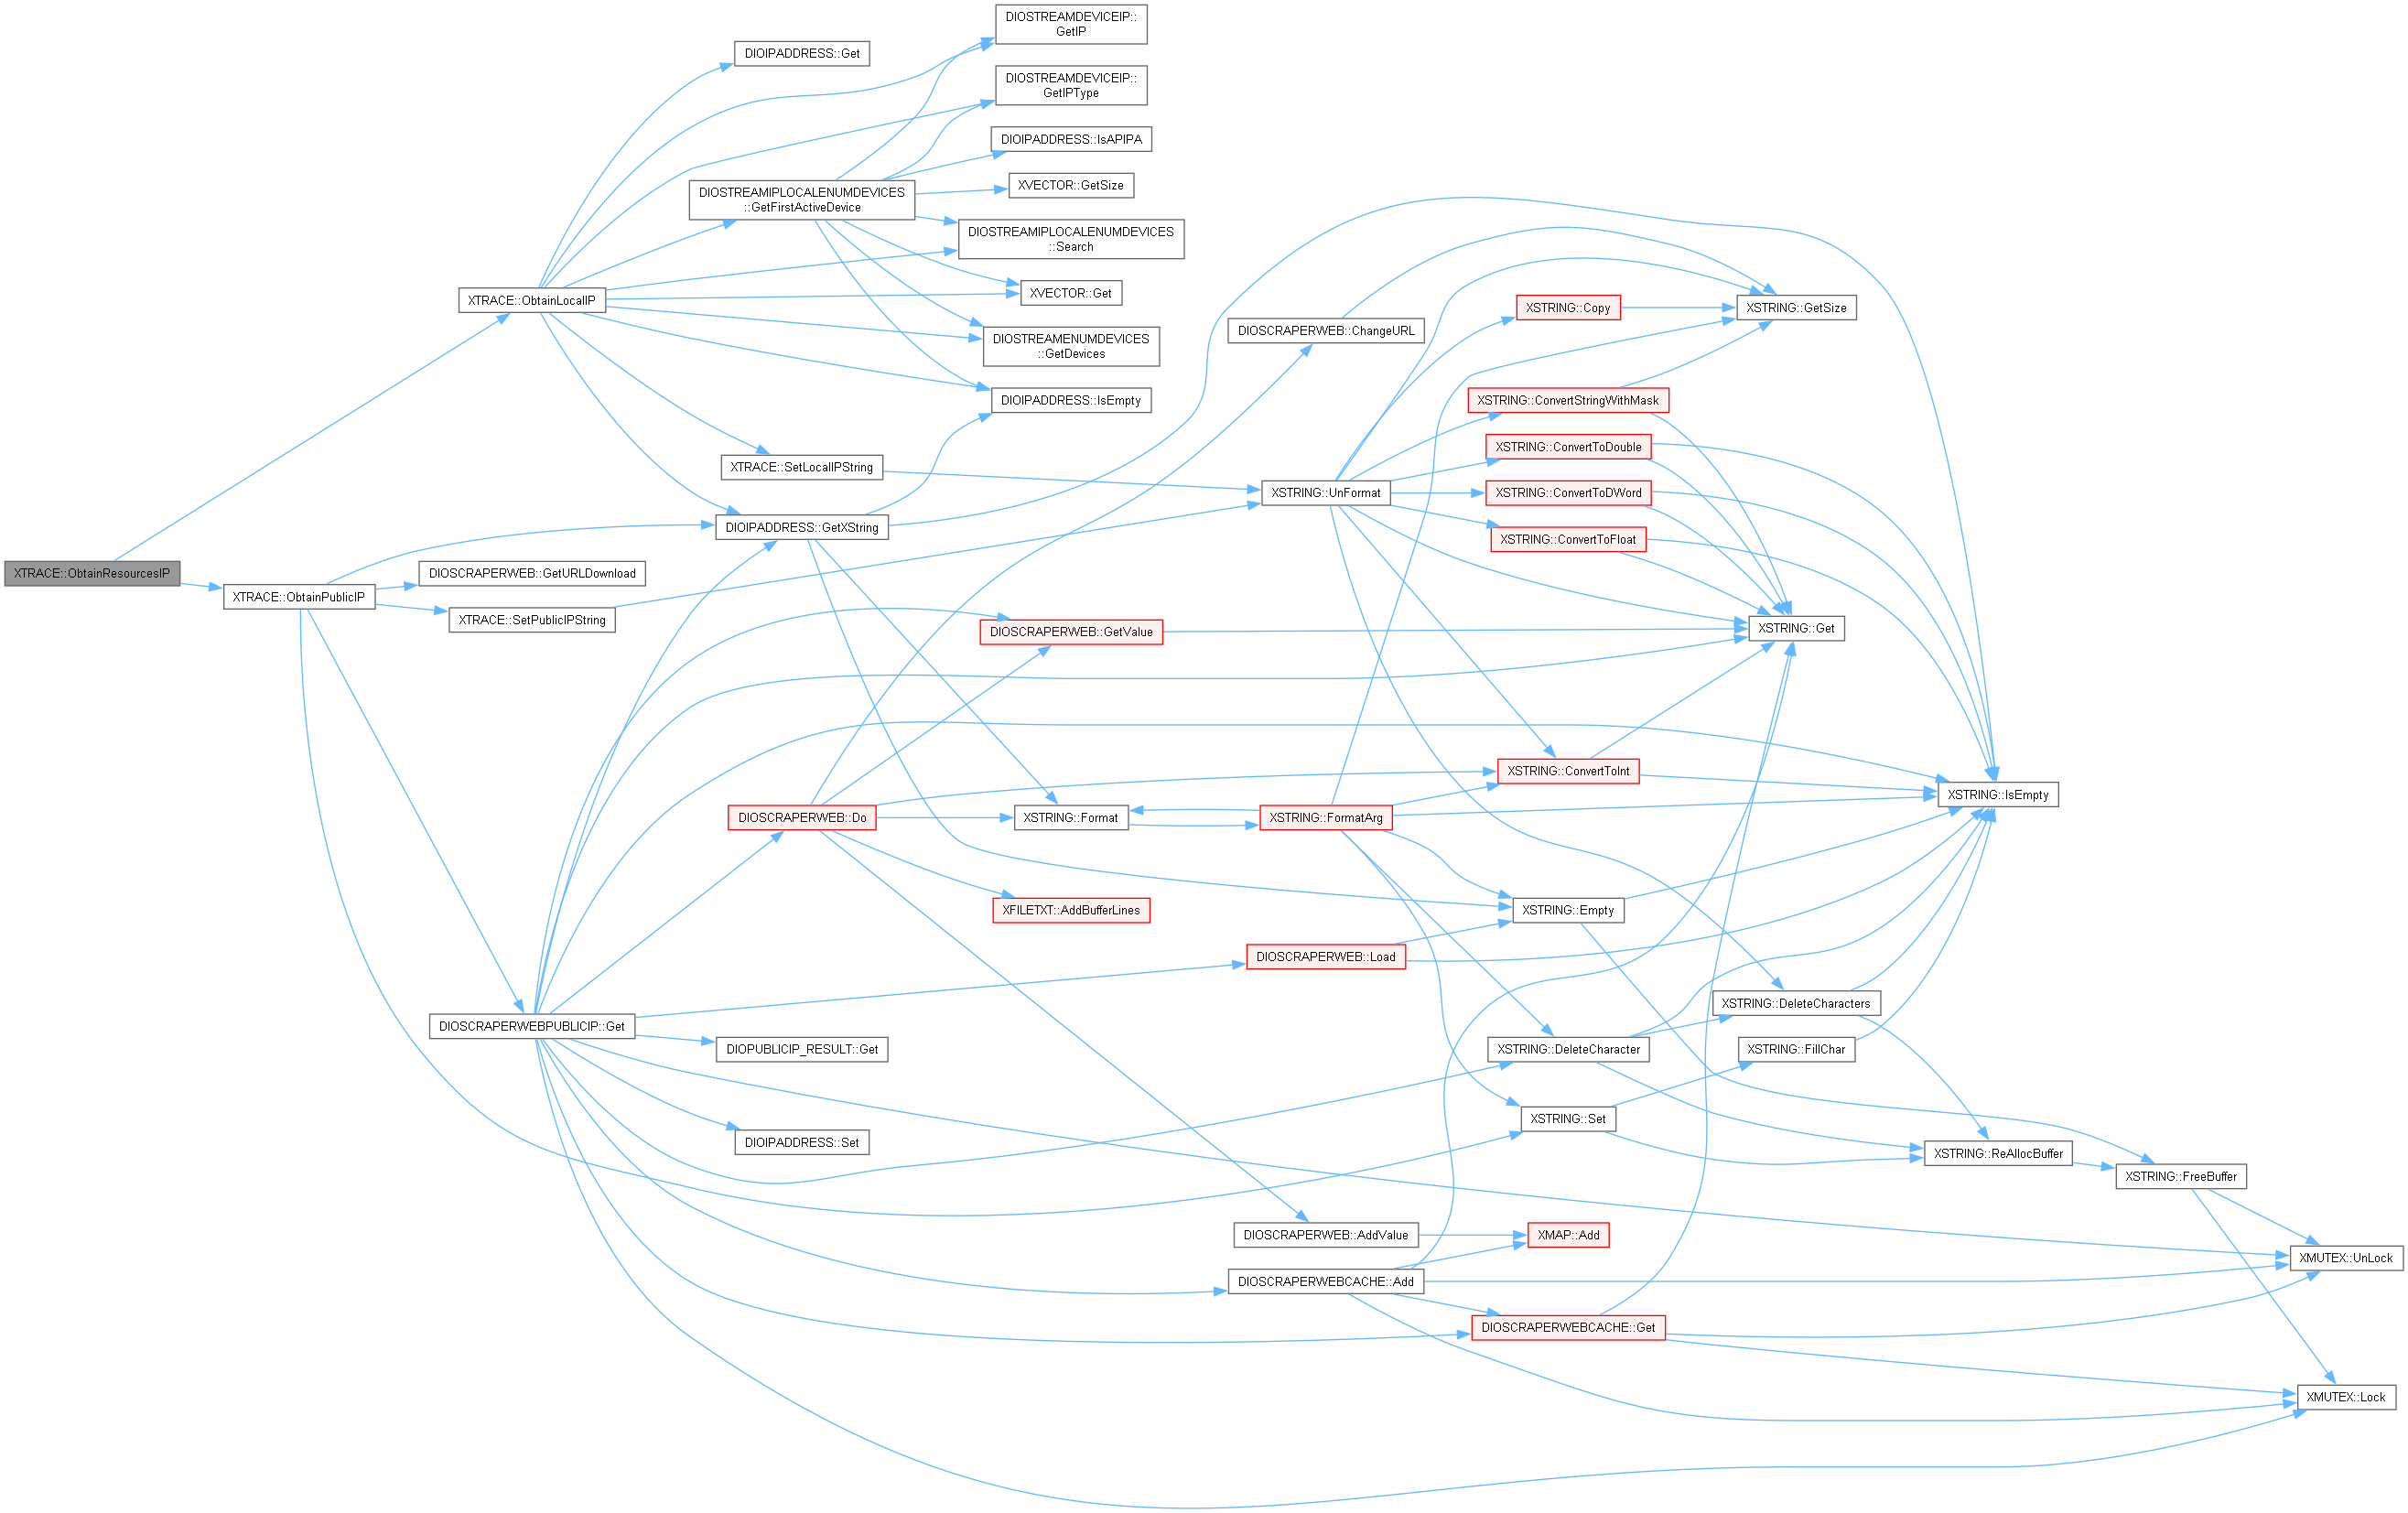 DIOSTREAMDEVICEIP::
GetIP
DIOIPADDRESS::Get
DIOSTREAMDEVICEIP::
GetIPType
DIOIPADDRESS::IsAPIPA
DIOSTREAMIPLOCALENUMDEVICES
::GetFirstActiveDevice
XVECTOR::GetSize
DIOSTREAMIPLOCALENUMDEVICES
::Search
XTRACE::ObtainLocalIP
XVECTOR::Get
XSTRING::Copy
XSTRING::GetSize
DIOSCRAPERWEB::ChangeURL
DIOSTREAMENUMDEVICES
::GetDevices
DIOIPADDRESS::IsEmpty
XSTRING::ConvertStringWithMask
XSTRING::ConvertToDouble
XTRACE::SetLocalIPString
XSTRING::UnFormat
XSTRING::ConvertToDWord
DIOIPADDRESS::GetXString
XSTRING::ConvertToFloat
XTRACE::ObtainResourcesIP
DIOSCRAPERWEB::GetURLDownload
XTRACE::ObtainPublicIP
XTRACE::SetPublicIPString
DIOSCRAPERWEB::GetValue
XSTRING::Get
XSTRING::ConvertToInt
XSTRING::IsEmpty
DIOSCRAPERWEB::Do
XSTRING::Format
XSTRING::FormatArg
XFILETXT::AddBufferLines
XSTRING::Empty
DIOSCRAPERWEB::Load
XSTRING::DeleteCharacters
DIOSCRAPERWEBPUBLICIP::Get
DIOPUBLICIP_RESULT::Get
XSTRING::DeleteCharacter
XSTRING::FillChar
XSTRING::Set
DIOIPADDRESS::Set
XSTRING::ReAllocBuffer
XSTRING::FreeBuffer
DIOSCRAPERWEB::AddValue
XMAP::Add
XMUTEX::UnLock
DIOSCRAPERWEBCACHE::Add
DIOSCRAPERWEBCACHE::Get
XMUTEX::Lock